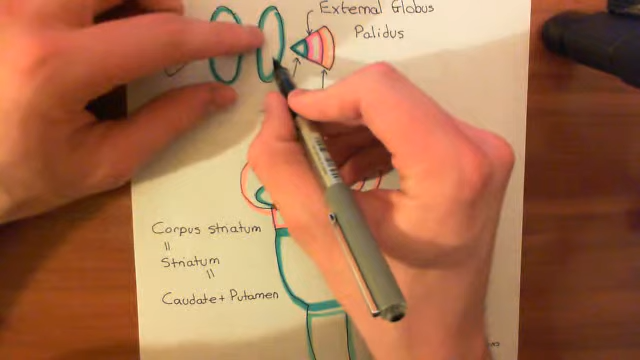 External Globus
Palidus
Corpus striatum
=
Striatum
=
Caudate + Putamen